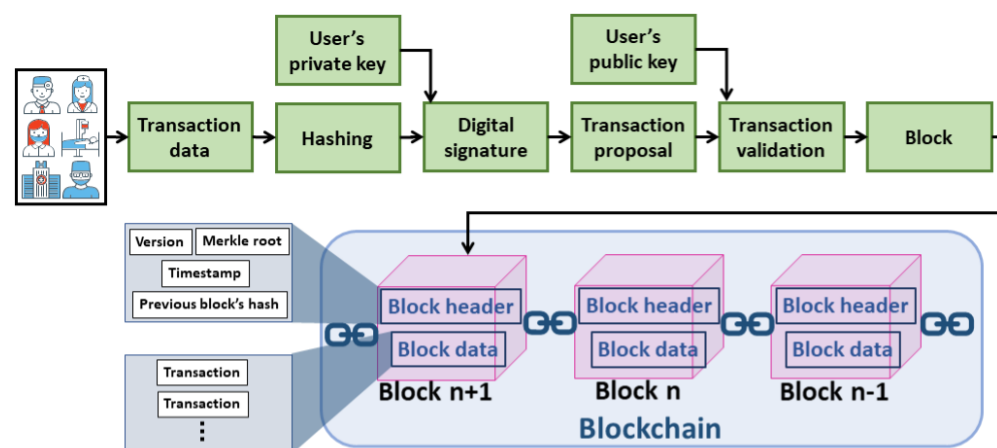 User's
private key
User's
public key
Transaction
data
Hashing
Digital
signature
Transaction
proposal
Transaction
validation
Block
Version
Merkle root
Timestamp
Previous block's hash
Block header
Block header
Block header
Block data
Block data
Block data
Transaction
Transaction
Block n+1
Block n
Block n-1
Blockchain